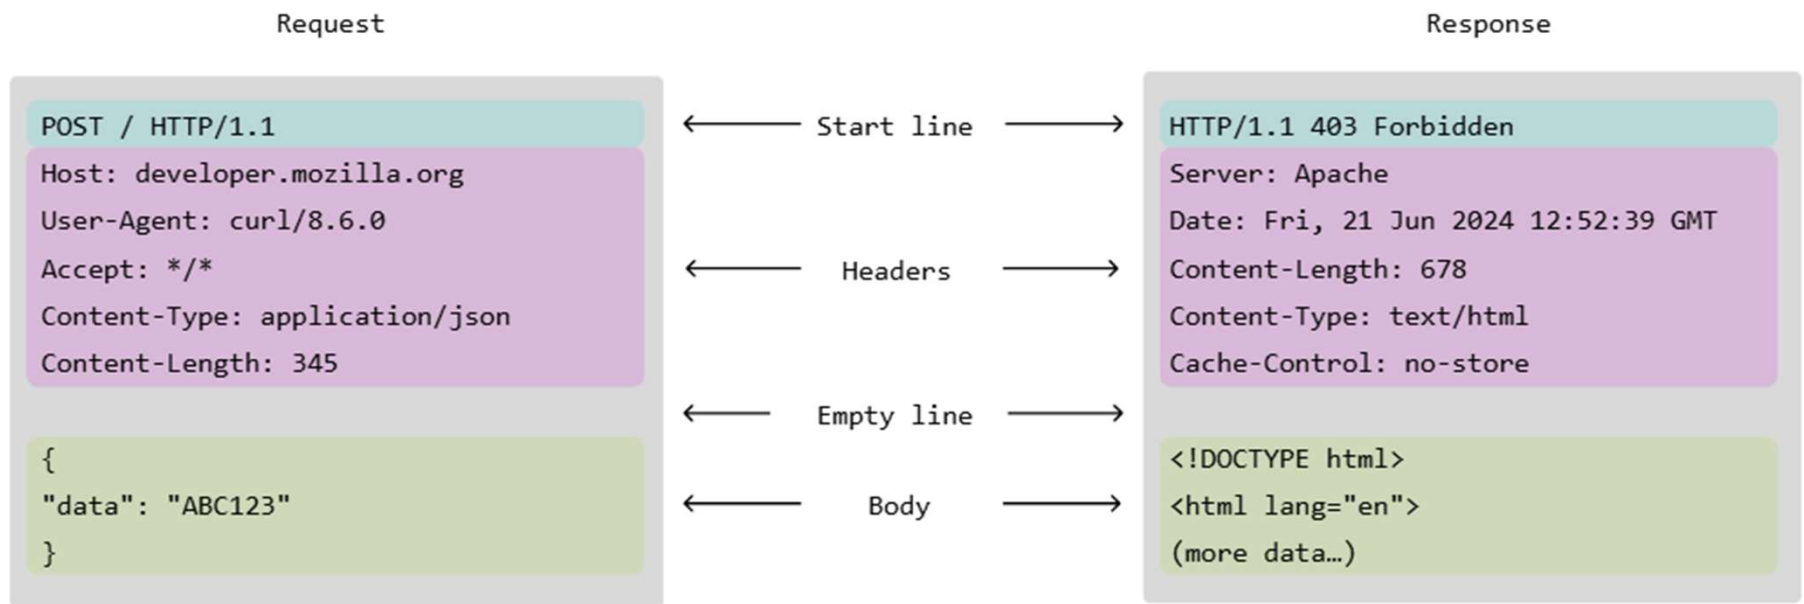 Request
POST / HTTP/1.1
Host: developer.mozilla.org
User-Agent: curl/8.6.0
Accept: */*
Content-Type: application/json
Content-Length: 345
{
"data": "ABC123"
}
Start line
Headers
Empty line
Body
Response
HTTP/1.1 403 Forbidden
Server: Apache
Date: Fri, 21 Jun 2024 12:52:39 GMT
Content-Length: 678
Content-Type: text/html
Cache-Control: no-store
<!DOCTYPE html>
<html lang="en">
(more data…)